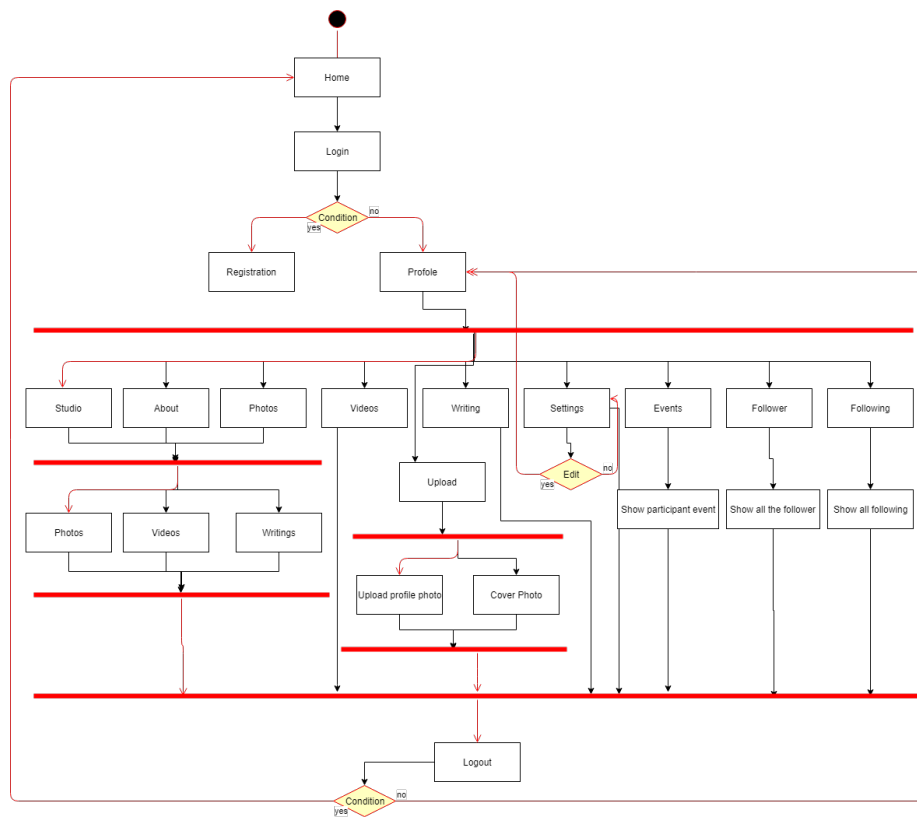 Home
Login
Condition
no
yes
Registration
Profole
Studio
About
Photos
Videos
Writing
Settings
Events
Follower
Following
Upload
Edit
no
yes
Photos
Videos
Writings
Show participant event
Show all the follower
Show all following
Upload profile photo
Cover Photo
Logout
Condition
no
yes